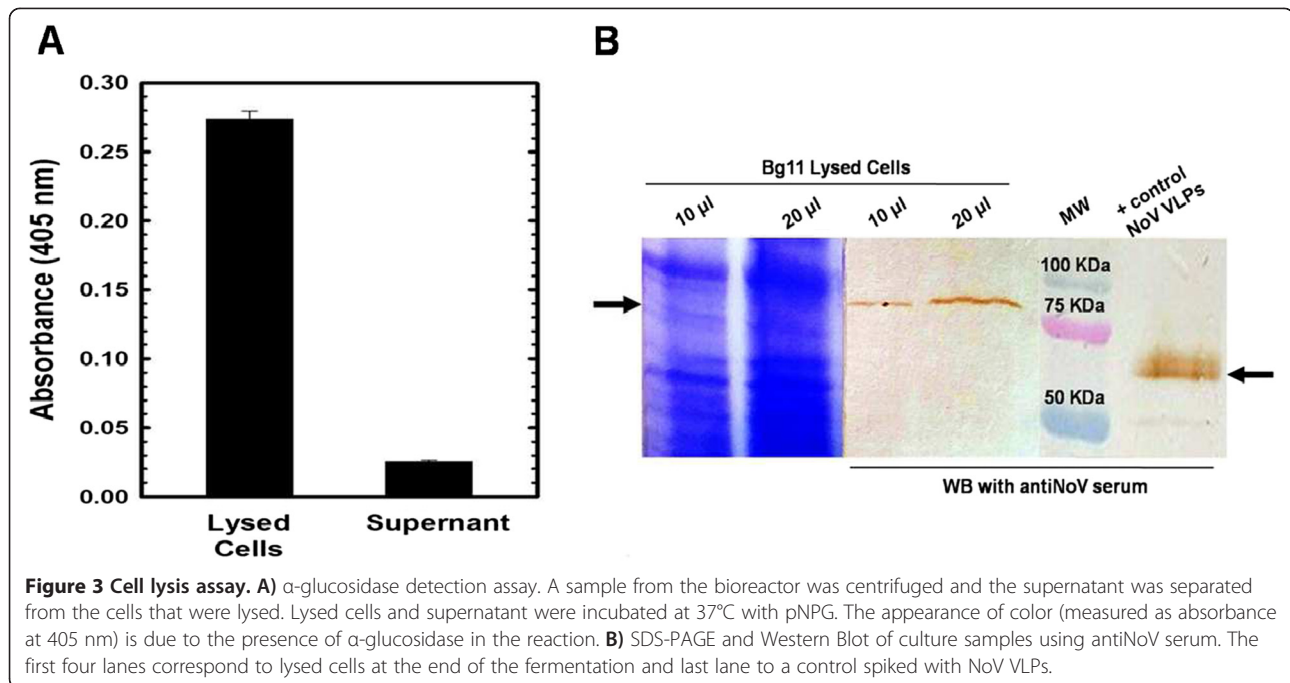 A
B
0.30
0.25
0.20
0.15
0.10
0.05
0.00
Absorbance (405 nm)
Lysed
Cells
Supernant
Bg11 Lysed Cells
10 µl
20 µl
10 µl
20 µl
MW
+ control
NoV VLPs
100 KDa
75 KDa
50 KDa
WB with antiNoV serum
Figure 3 Cell lysis assay. A) α-glucosidase detection assay. A sample from the bioreactor was centrifuged and the supernatant was separated
from the cells that were lysed. Lysed cells and supernatant were incubated at 37°C with pNPG. The appearance of color (measured as absorbance
at 405 nm) is due to the presence of α-glucosidase in the reaction. B) SDS-PAGE and Western Blot of culture samples using antiNoV serum. The
first four lanes correspond to lysed cells at the end of the fermentation and last lane to a control spiked with NoV VLPs.